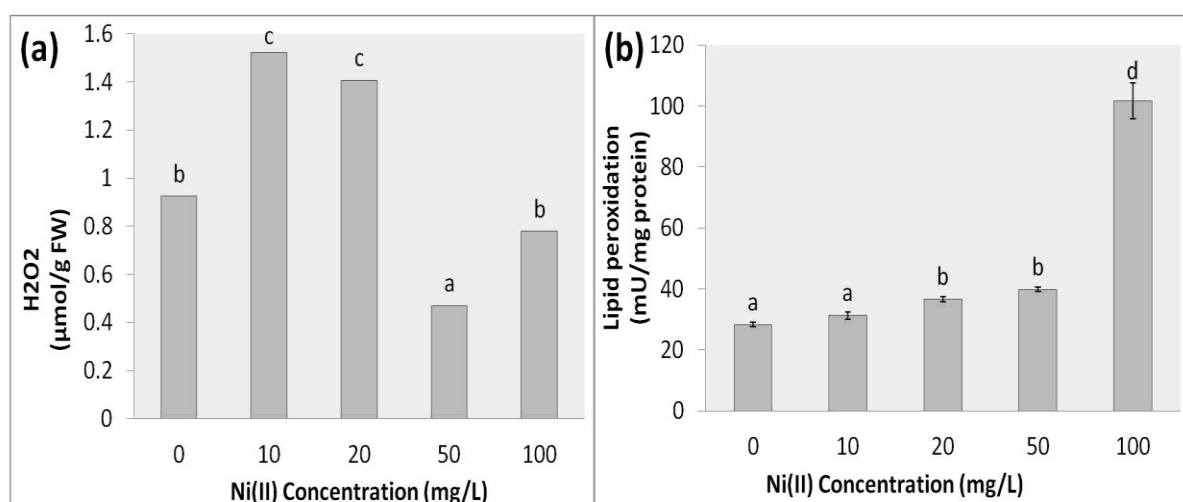 (a)
H2O2
(µmol/g FW)
1.6
1.4
1.2
1
0.8
0.6
0.4
0.2
0
b
c
c
a
b
0 10 20 50 100
Ni(II) Concentration (mg/L)
(b)
Lipid peroxidation
(mU/mg protein)
120
100
80
60
40
20
0
a
a
b
b
d
0 10 20 50 100
Ni(II) Concentration (mg/L)